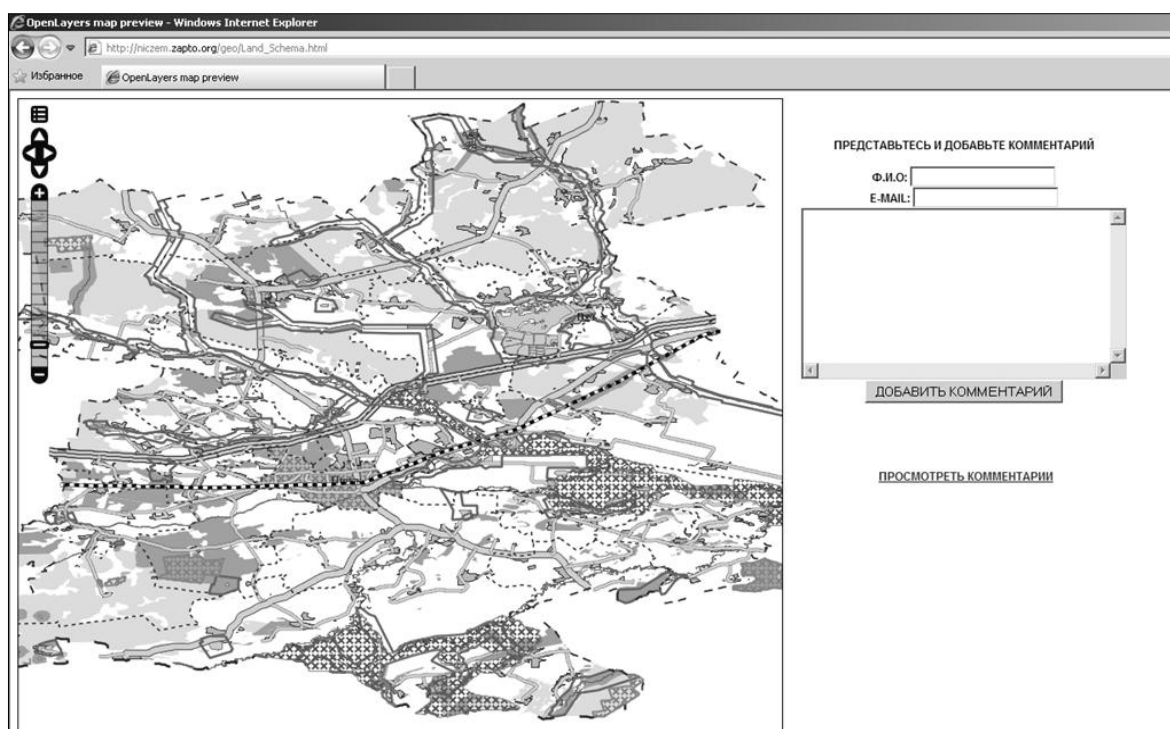 OpenLayers map preview - Windows Internet Explorer
http://niczem.zapto.org/geo/Land_Schema.html
Избранное
OpenLayers map preview
ПРЕДСТАВЬТЕСЬ И ДОБАВЬТЕ КОММЕНТАРИЙ
Ф.И.О:
E-MAIL:
ДОБАВИТЬ КОММЕНТАРИЙ
ПРОСМОТРЕТЬ КОММЕНТАРИИ